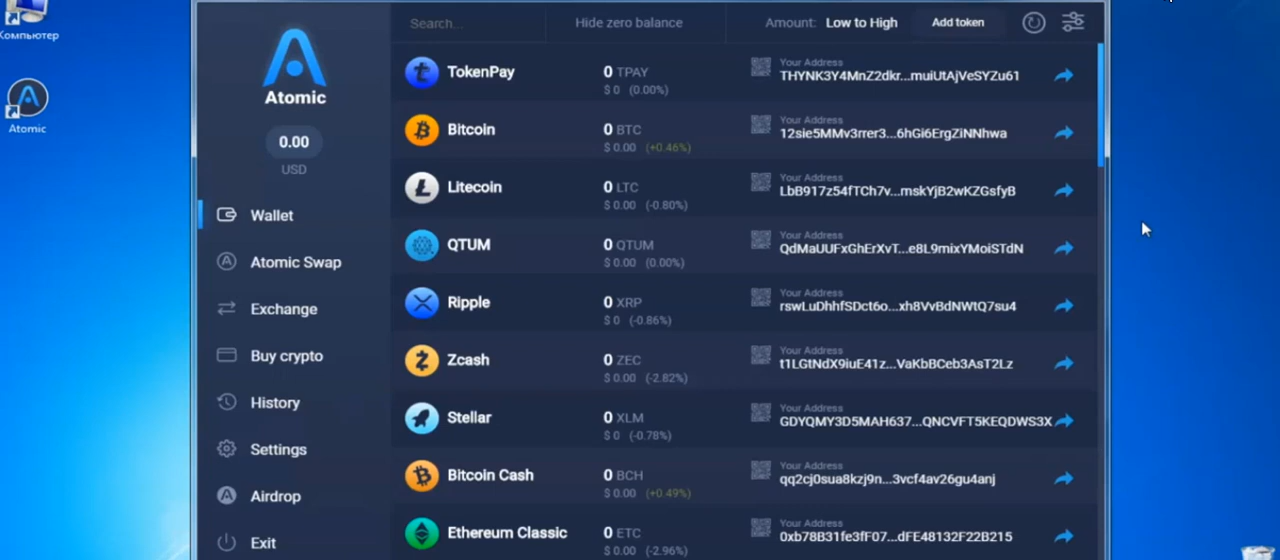 Компьютер
Atomic
Atomic
0.00
USD
Wallet
Atomic Swap
Exchange
Buy crypto
History
Settings
Airdrop
Exit
Search... Hide zero balance Amount: Low to High Add token
TokenPay 0 TPAY Your Address
$ 0 (0.00%) THYNK3Y4MnZ2dkr...muiUtAjVeSYZu61
Bitcoin 0 BTC Your Address
$ 0.00 (+0.46%) 12sie5MMv3rrer3...6hGi6ErgZiNNhwa
Litecoin 0 LTC Your Address
$ 0.00 (-0.80%) LbB917z54fTCh7v...mskYjB2wKZGsfyB
QTUM 0 QTUM Your Address
$ 0.00 (0.00%) QdMaUUFxGhErXvT...e8L9mixYMoiSTdN
Ripple 0 XRP Your Address
$ 0 (-0.86%) rswLuDhhfSDct6o...xh8VvBdNWtQ7su4
Zcash 0 ZEC Your Address
$ 0.00 (-2.82%) t1LGtNdX9iuE41z...VaKbBCeb3AsT2Lz
Stellar 0 XLM Your Address
$ 0 (-0.78%) GDYQMY3D5MAH637...QNCVFT5KEQDWS3X
Bitcoin Cash 0 BCH Your Address
$ 0.00 (+0.49%) qq2cj0sua8kzj9n...3vcf4av26gu4anj
Ethereum Classic 0 ETC Your Address
$ 0.00 (-2.96%) 0xb78B31fe3fF07...dFE48132F22B215